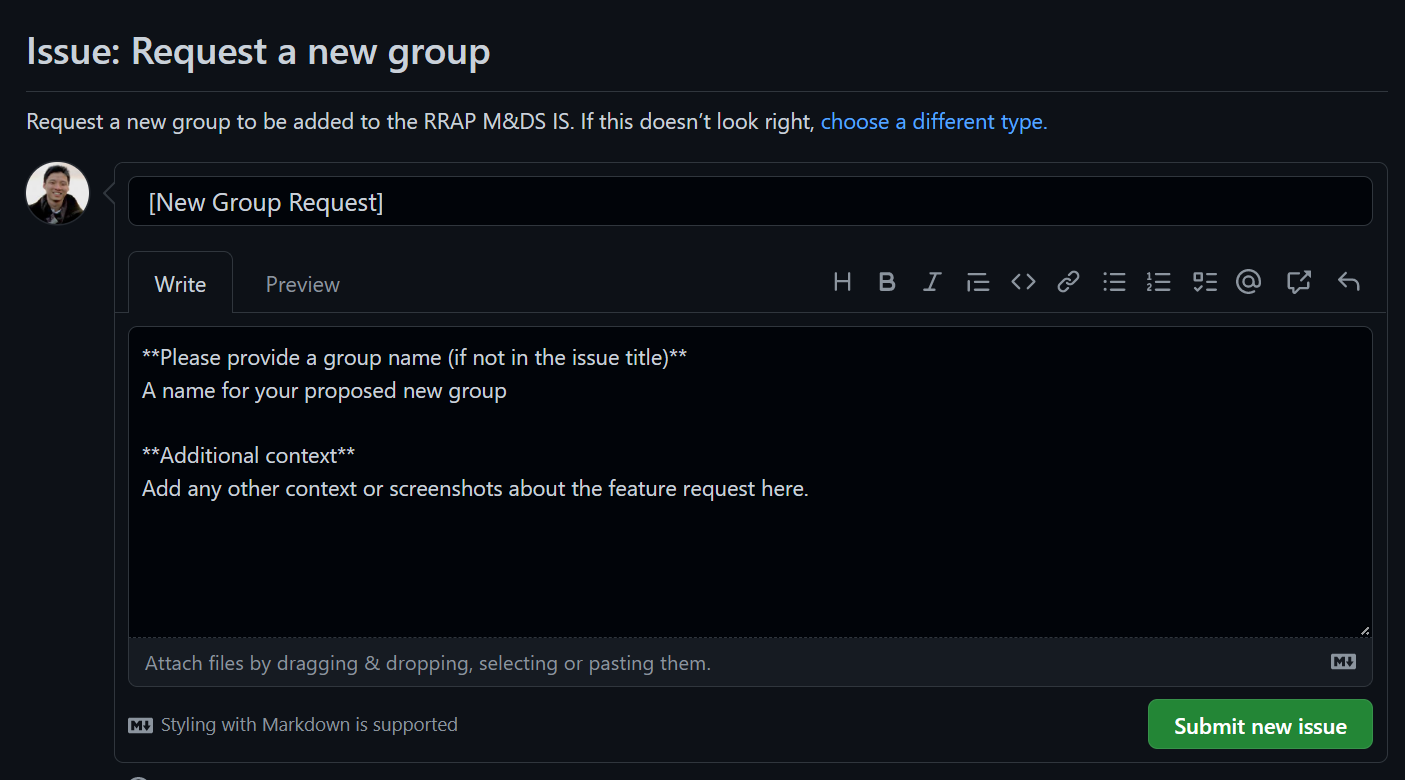 Issue: Request a new group
Request a new group to be added to the RRAP M&DS IS. If this doesn’t look right, choose a different type.
[New Group Request]
Write
Preview
**Please provide a group name (if not in the issue title)**
A name for your proposed new group
**Additional context**
Add any other context or screenshots about the feature request here.
Attach files by dragging & dropping, selecting or pasting them.
Styling with Markdown is supported
Submit new issue